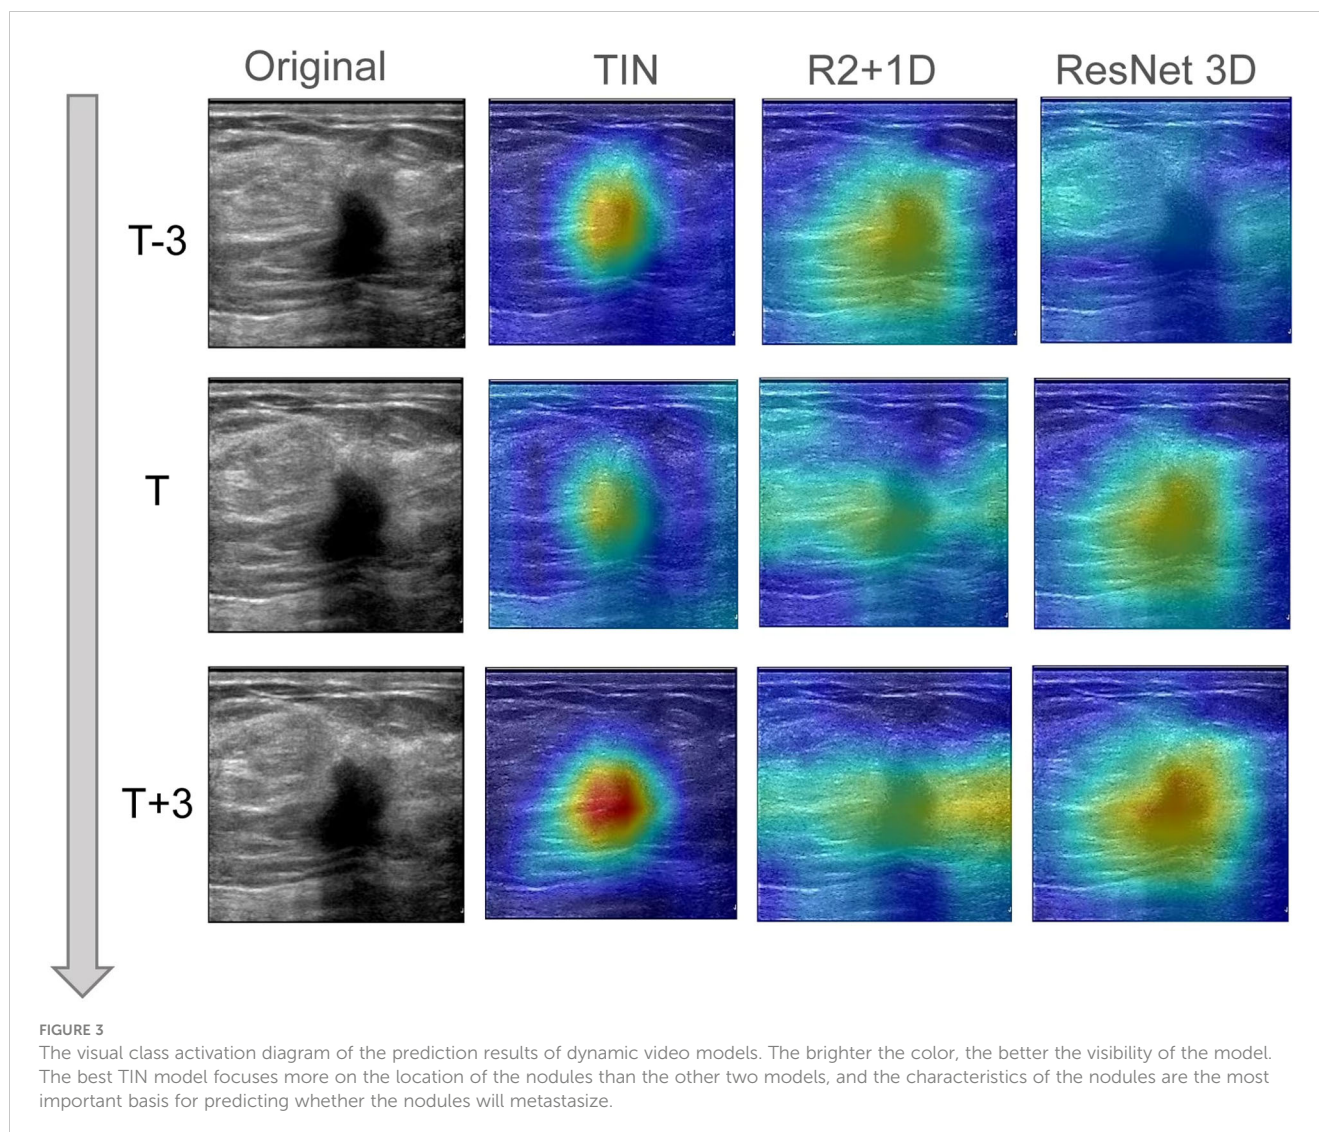 Original TIN R2+1D ResNet 3D
T-3
T
T+3
FIGURE 3
The visual class activation diagram of the prediction results of dynamic video models. The brighter the color, the better the visibility of the model.
The best TIN model focuses more on the location of the nodules than the other two models, and the characteristics of the nodules are the most
important basis for predicting whether the nodules will metastasize.